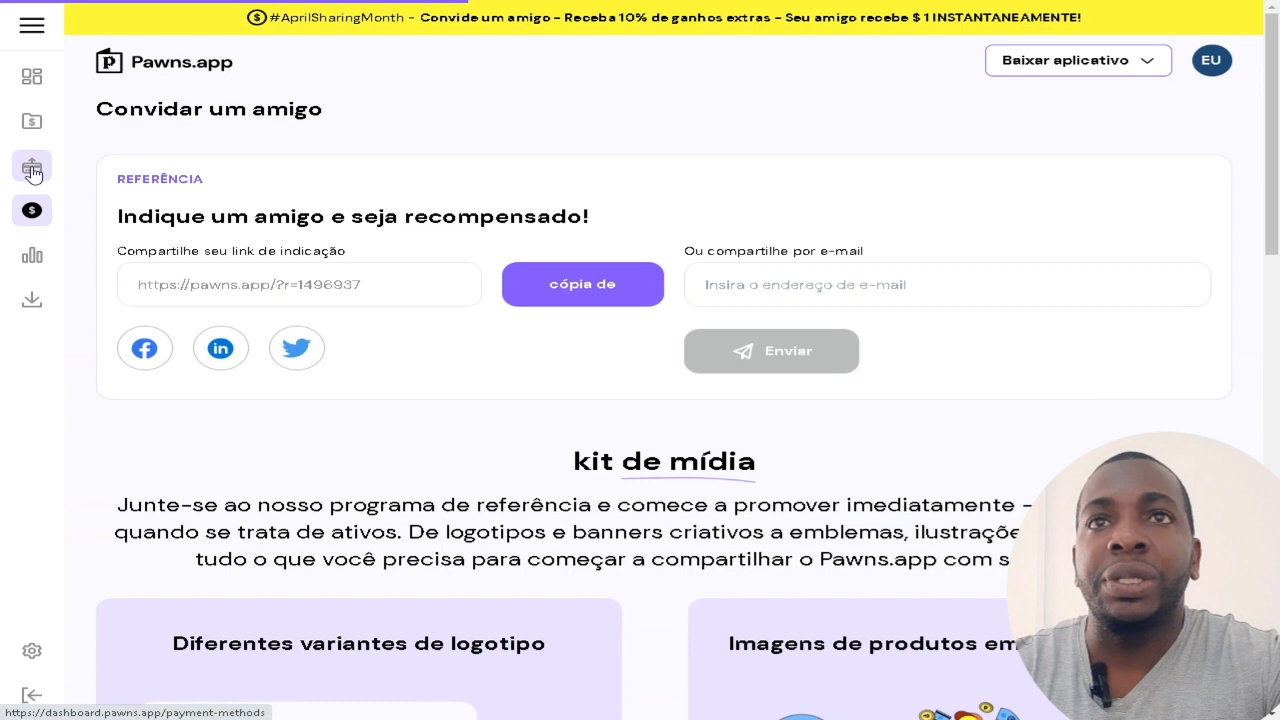 #AprilSharingMonth - Convide um amigo - Receba 10% de ganhos extras - Seu amigo recebe $ 1 INSTANTANEAMENTE!
Pawns.app
Baixar aplicativo
EU
Convidar um amigo
REFERÊNCIA
Indique um amigo e seja recompensado!
Compartilhe seu link de indicação
https://pawns.app/?r=1496937
cópia de
Ou compartilhe por e-mail
Insira o endereço de e-mail
Enviar
kit de mídia
Junte-se ao nosso programa de referência e comece a promover imediatamente –
quando se trata de ativos. De logotipos e banners criativos a emblemas,
tudo o que você precisa para começar a compartilhar o Pawns.app com
Diferentes variantes de logotipo
Imagens de produtos em
https://dashboard.pawns.app/payment-methods